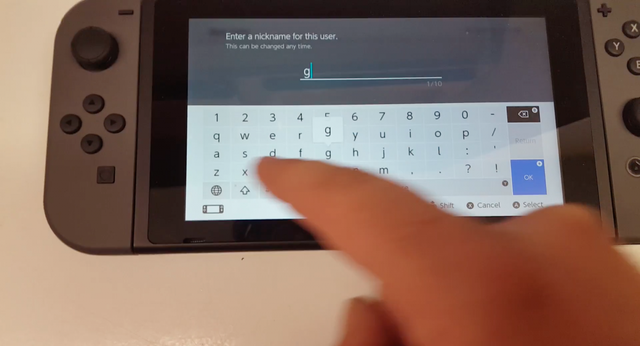 Enter a nickname for this user.
This can be changed any time.
g
1/10
1 2 3 4 5 6 7 8 9 0 -
g
q w e r y u i o p /
a s d f g h j k l : '
z x m , . ? !
OK
Shift X Cancel A Select
X
Y